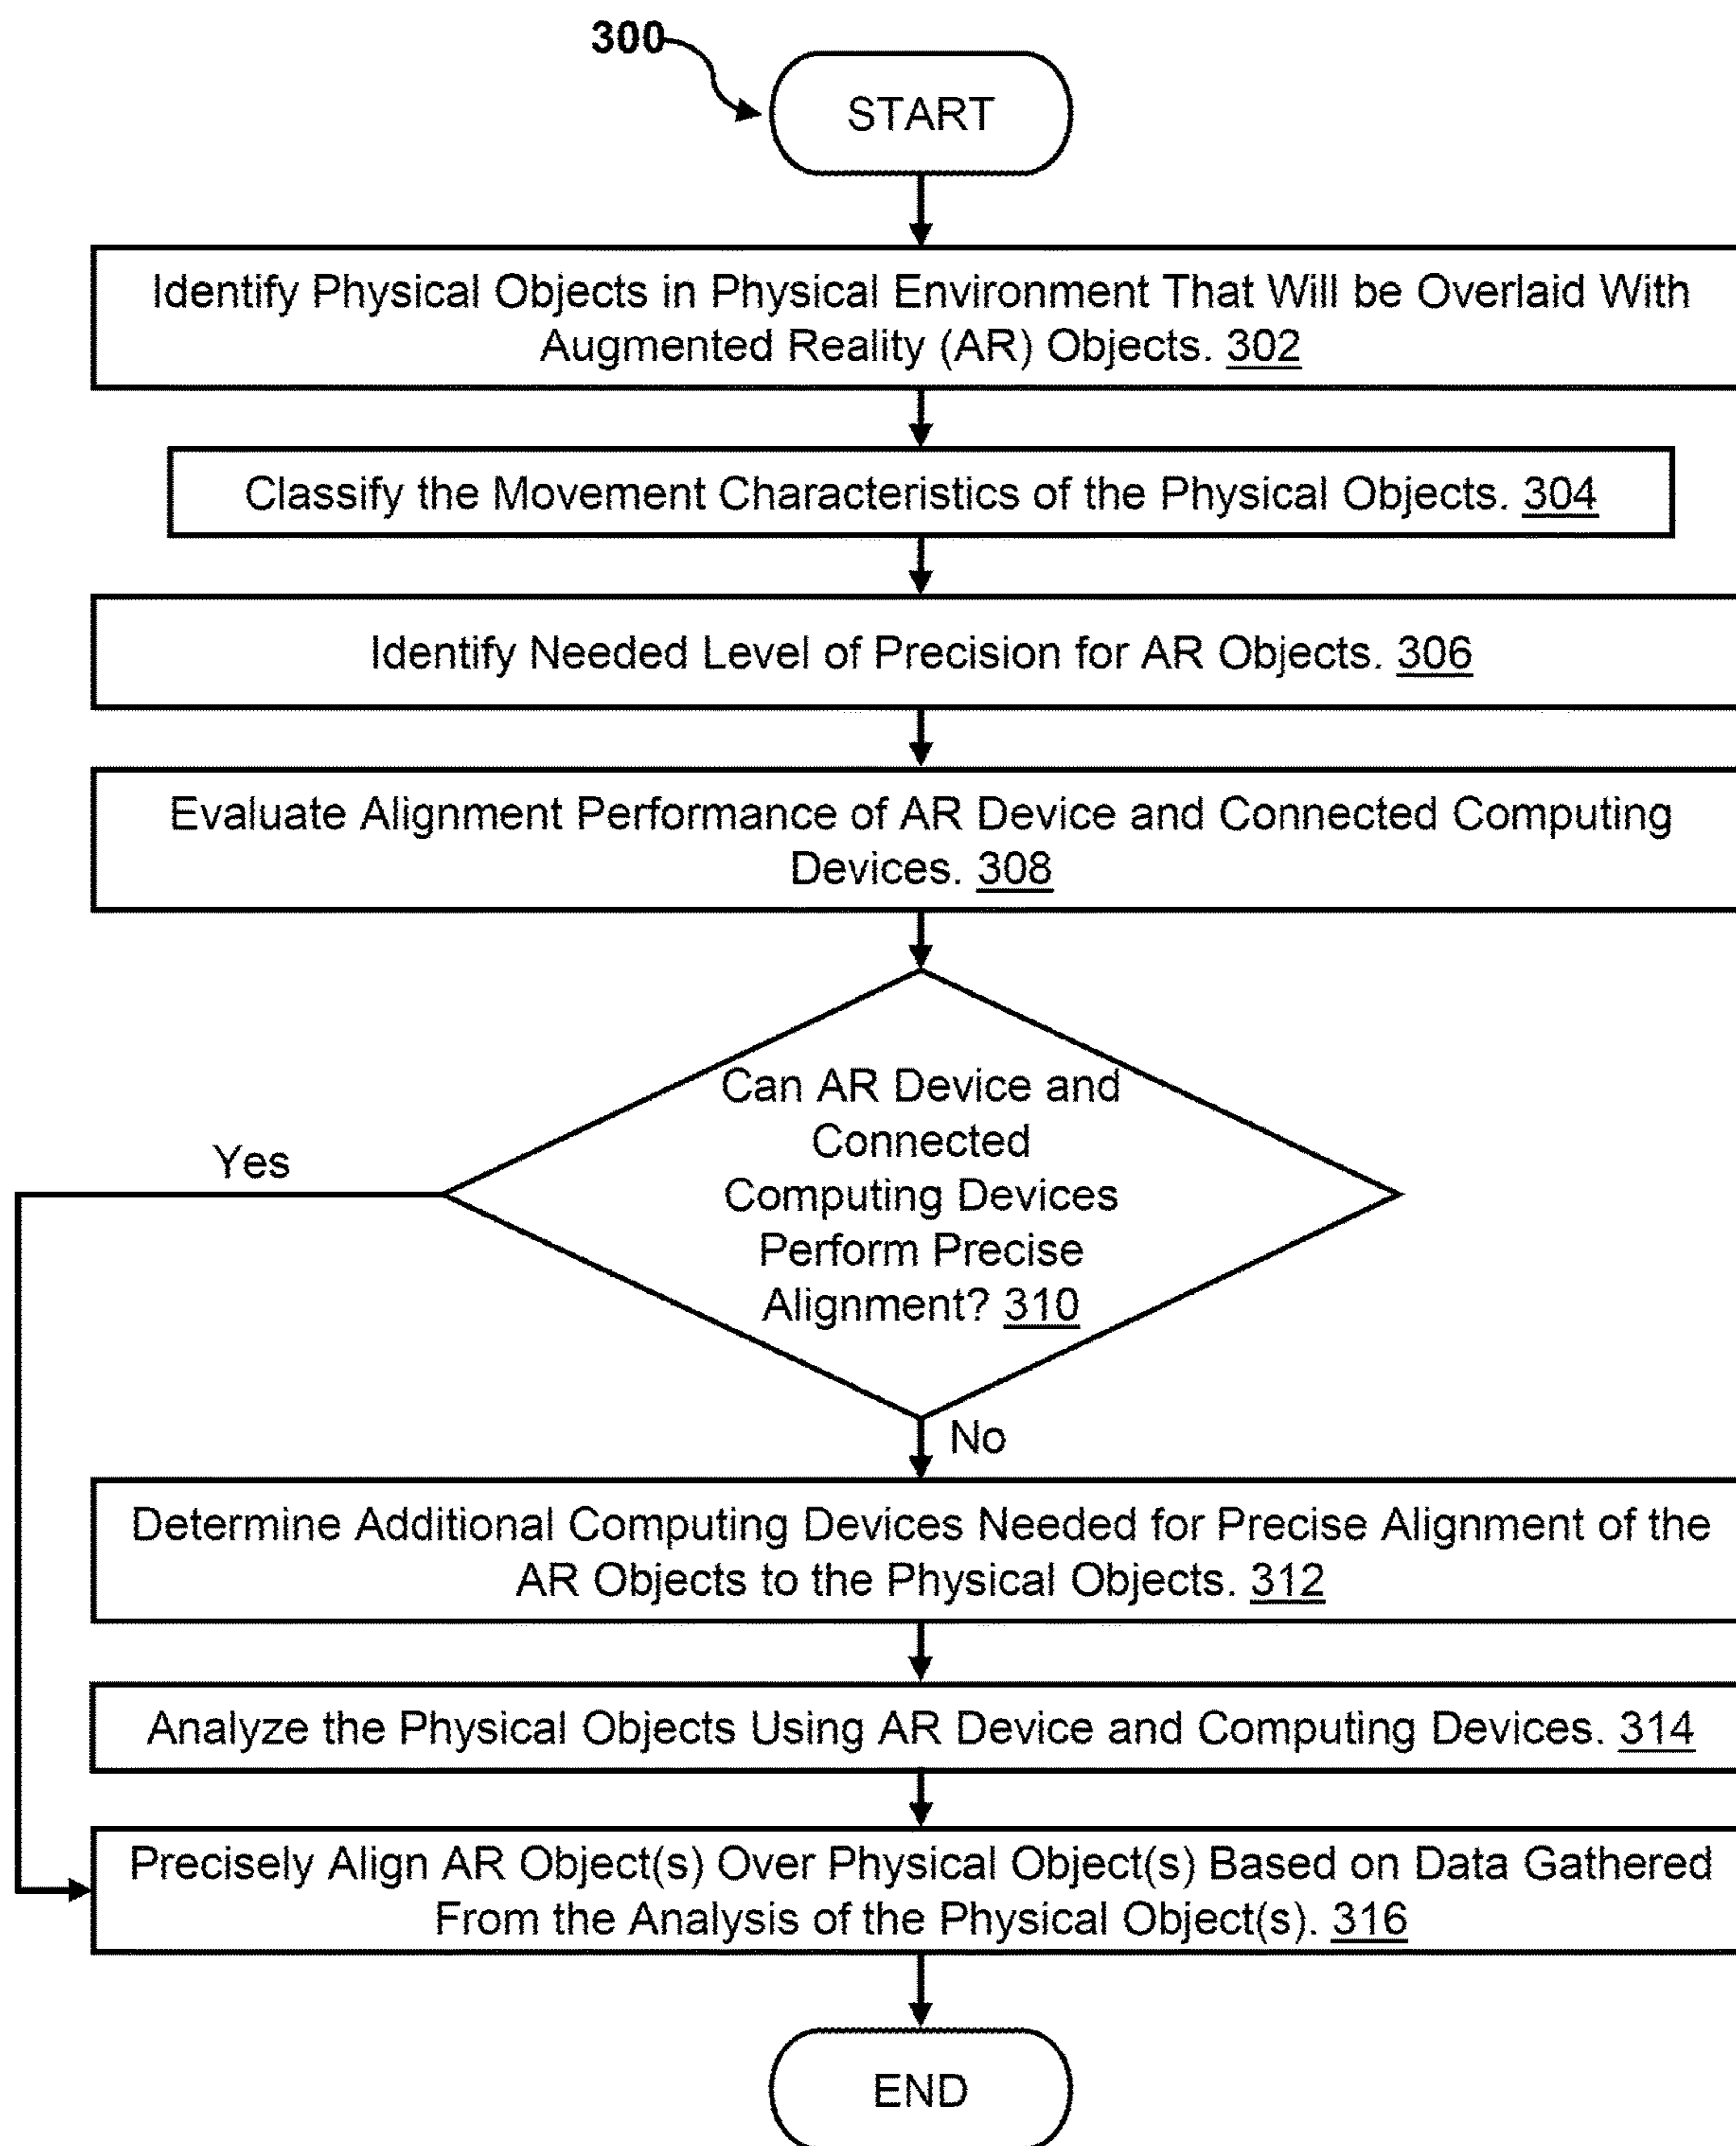 300
START
Identify Physical Objects in Physical Environment That Will be Overlaid With
Augmented Reality (AR) Objects. 302
Classify the Movement Characteristics of the Physical Objects. 304
Identify Needed Level of Precision for AR Objects. 306
Evaluate Alignment Performance of AR Device and Connected Computing
Devices. 308
Can AR Device and
Connected
Computing Devices
Perform Precise
Alignment? 310
Yes
No
Determine Additional Computing Devices Needed for Precise Alignment of the
AR Objects to the Physical Objects. 312
Analyze the Physical Objects Using AR Device and Computing Devices. 314
Precisely Align AR Object(s) Over Physical Object(s) Based on Data Gathered
From the Analysis of the Physical Object(s). 316
END